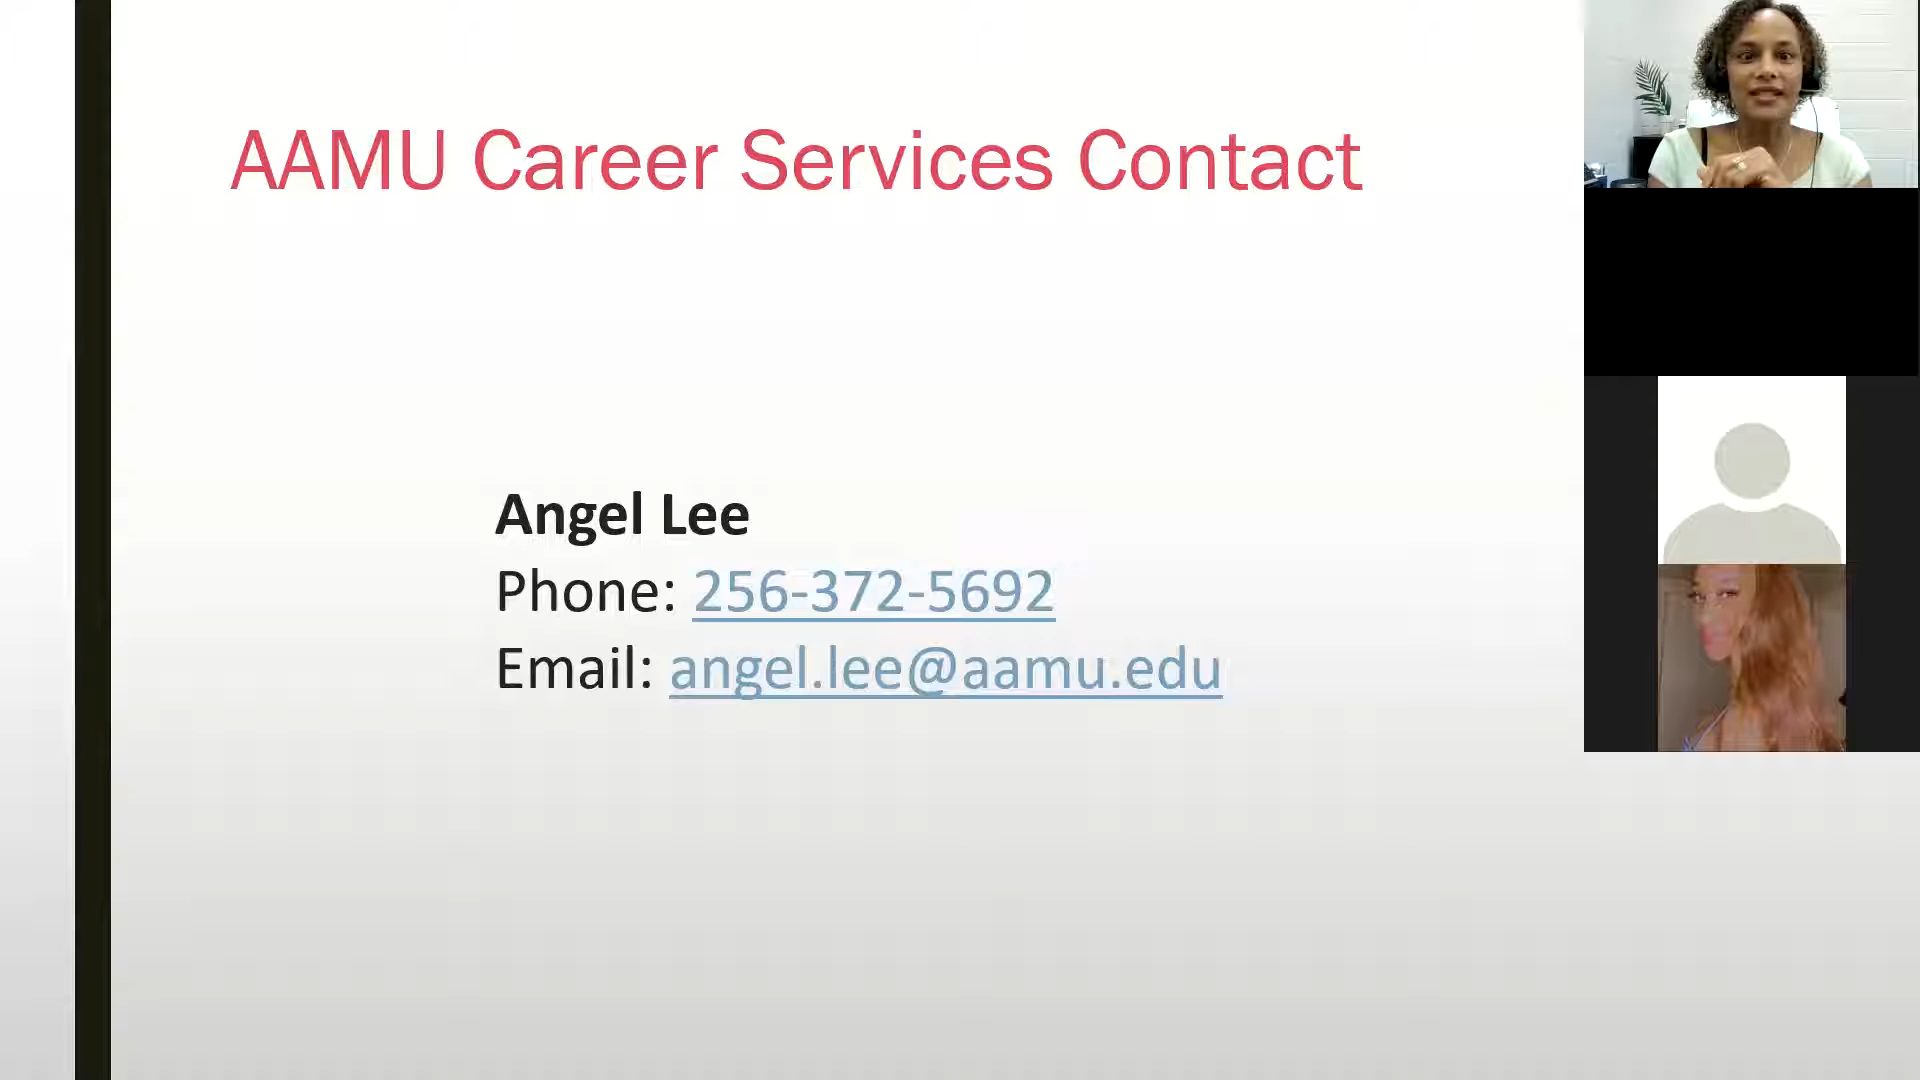 AAMU Career Services Contact
Angel Lee
Phone: 256-372-5692
Email: angel.lee@aamu.edu